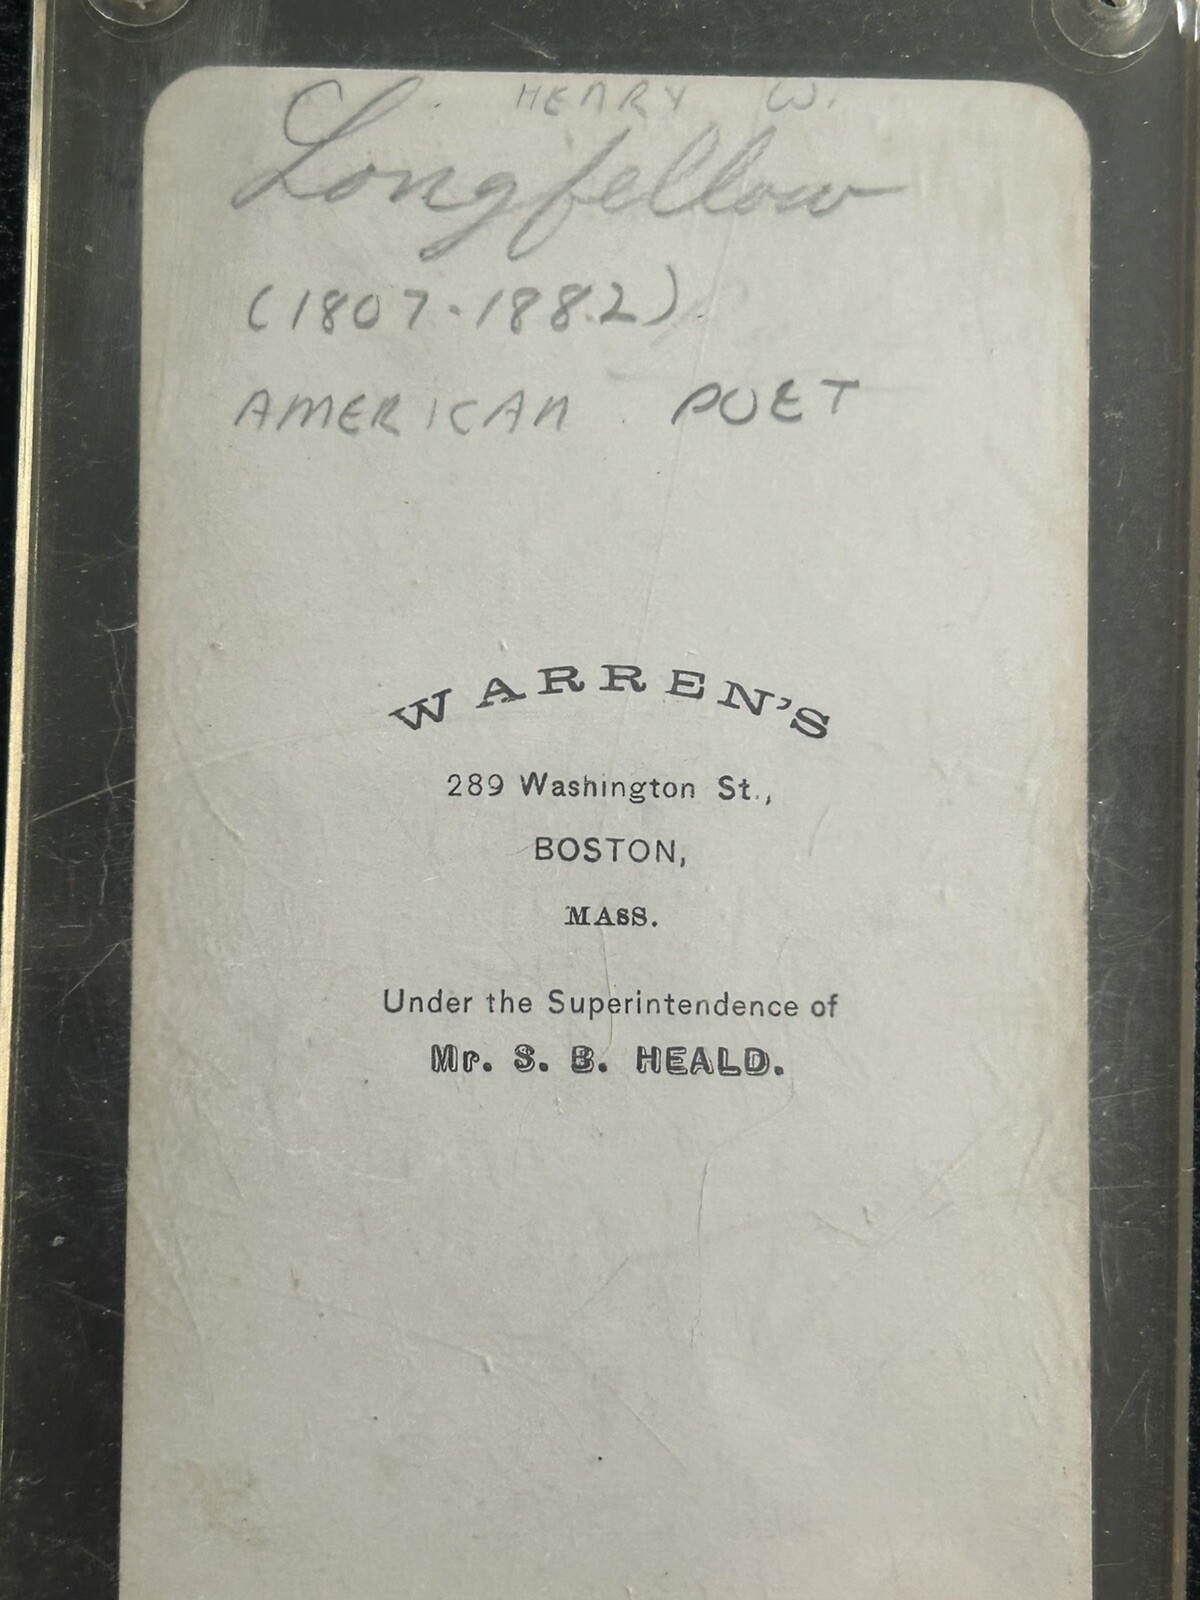 HENRY W.
Longfellow
(1807-1882)
AMERICAN POET
WARREN'S
289 Washington St.,
BOSTON,
MASS.
Under the Superintendence of
Mr. S. B. HEALD.